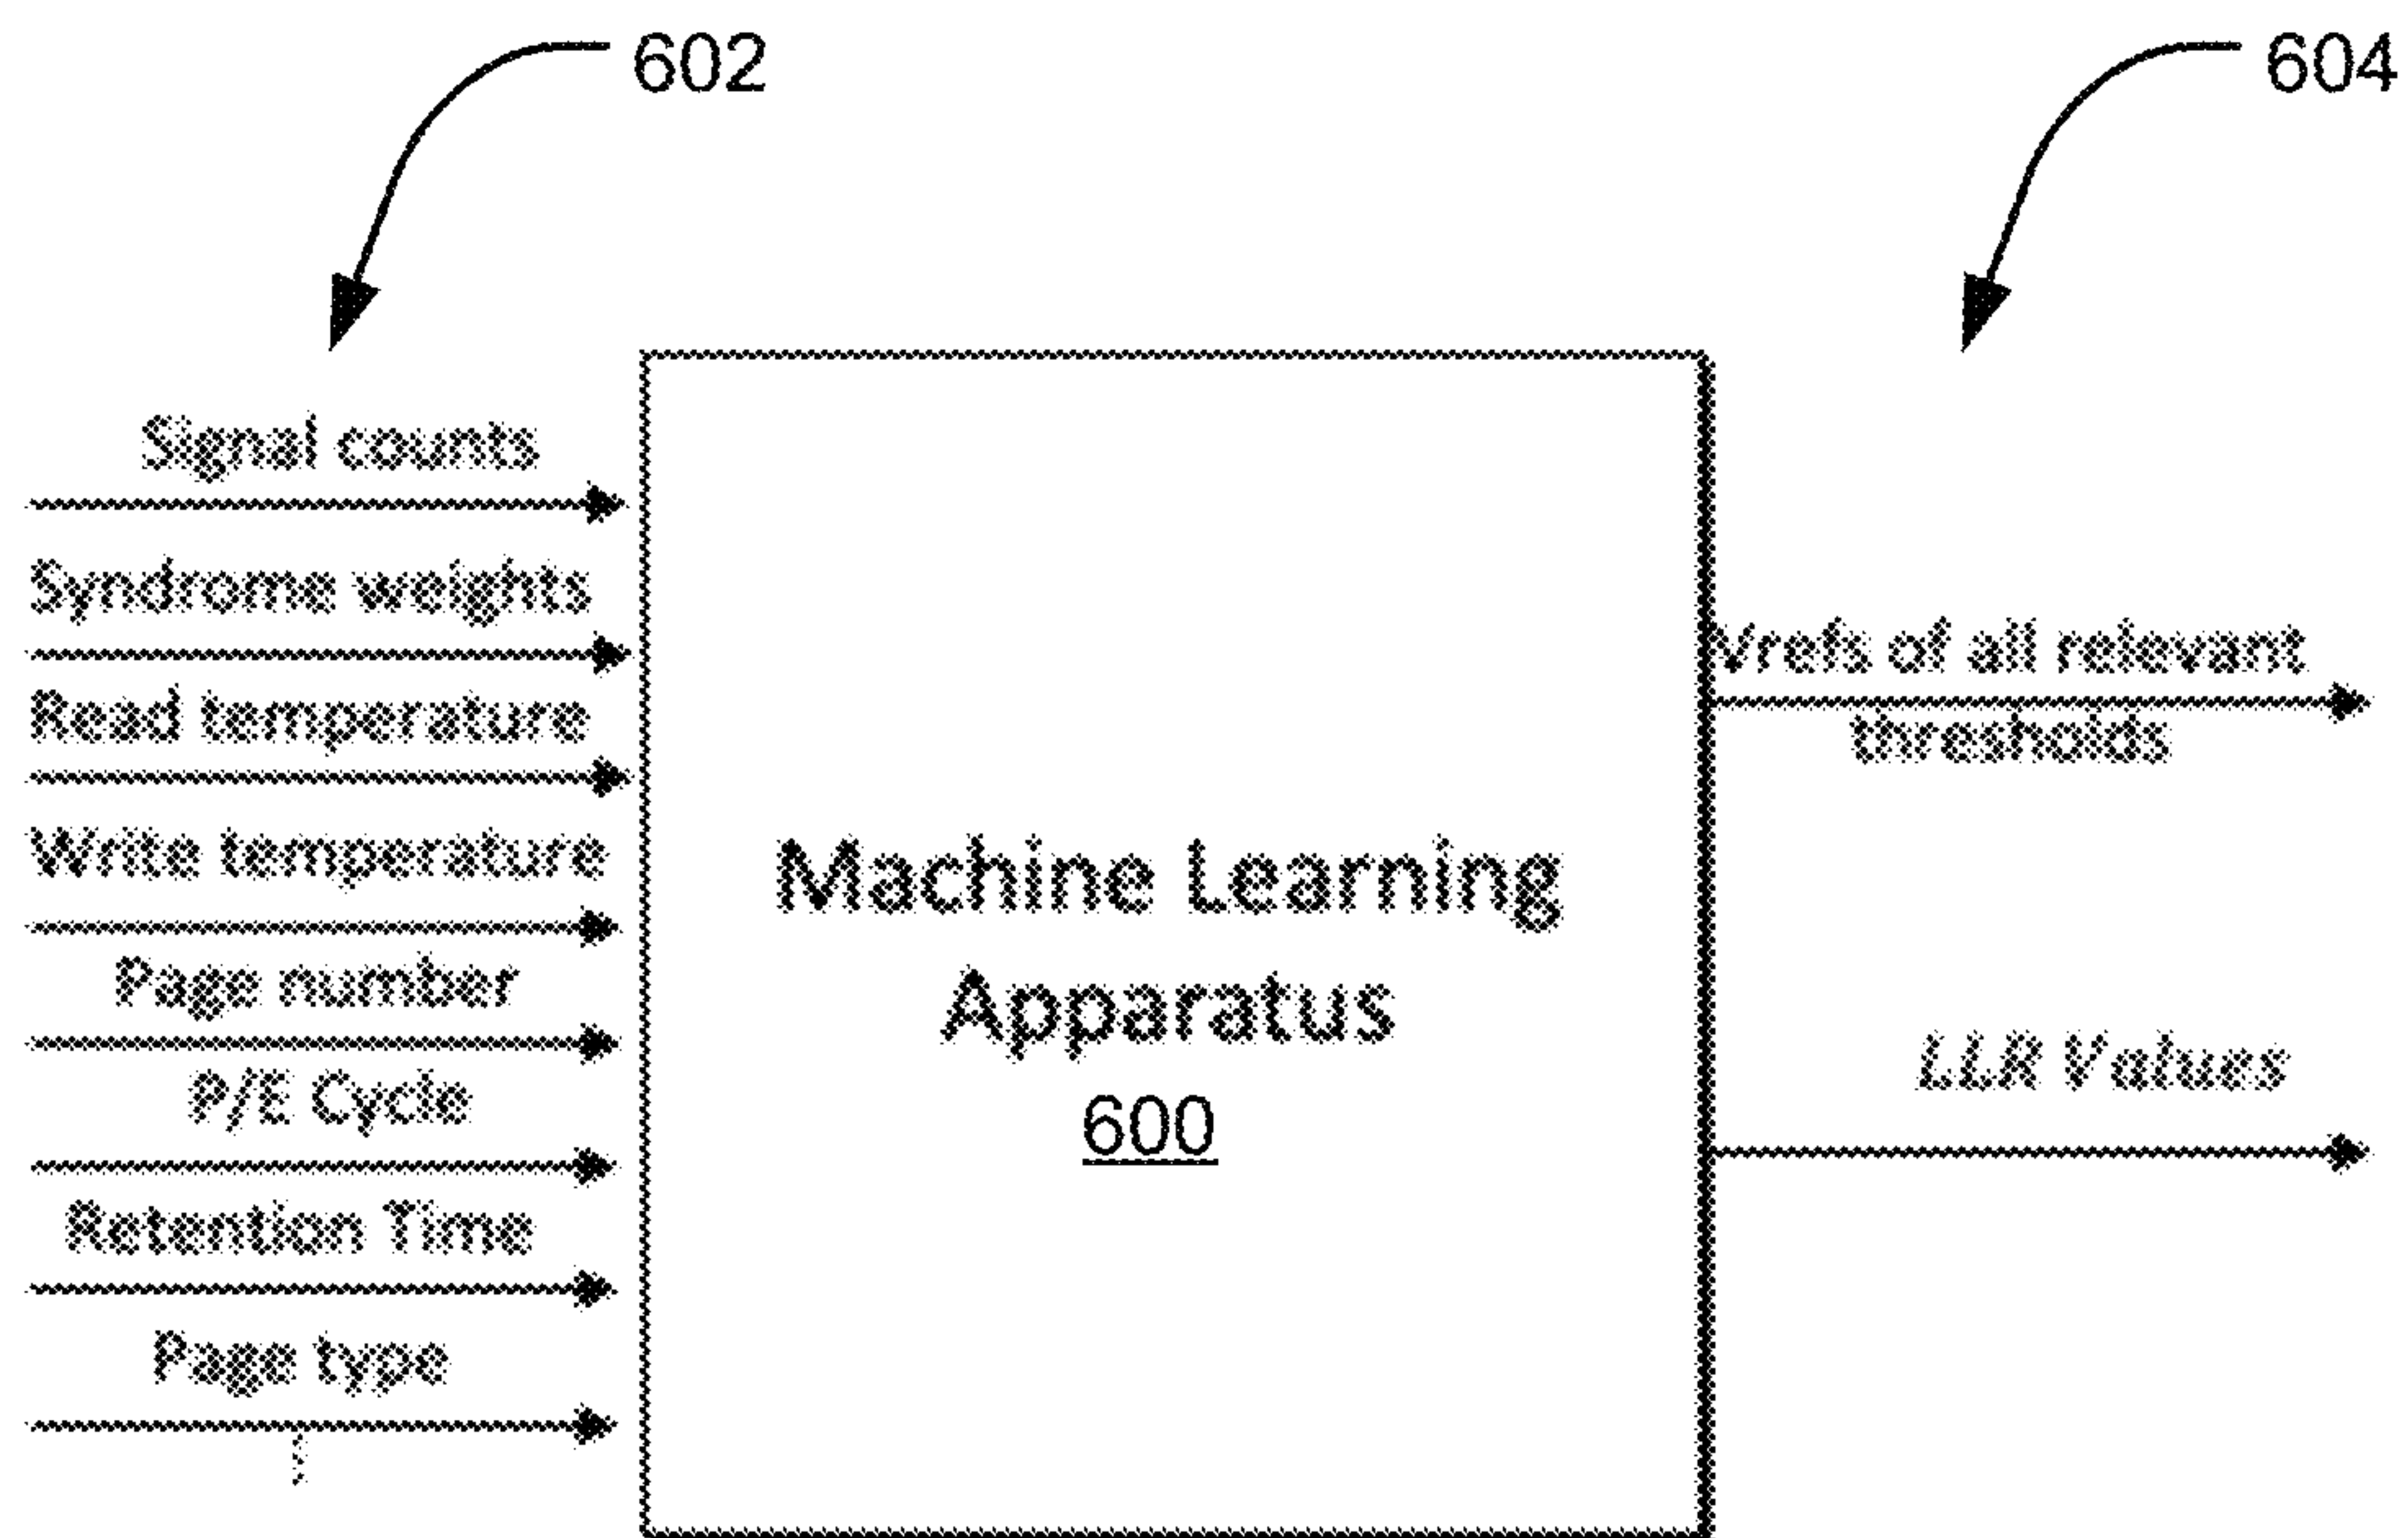 602
604
Signal counts
Syndrome weights
Read temperature
Write temperature
Page number
P/E Cycle
Retention Time
Page type
Machine Learning
Apparatus
600
Vrefs of all relevant
thresholds
LLR Values